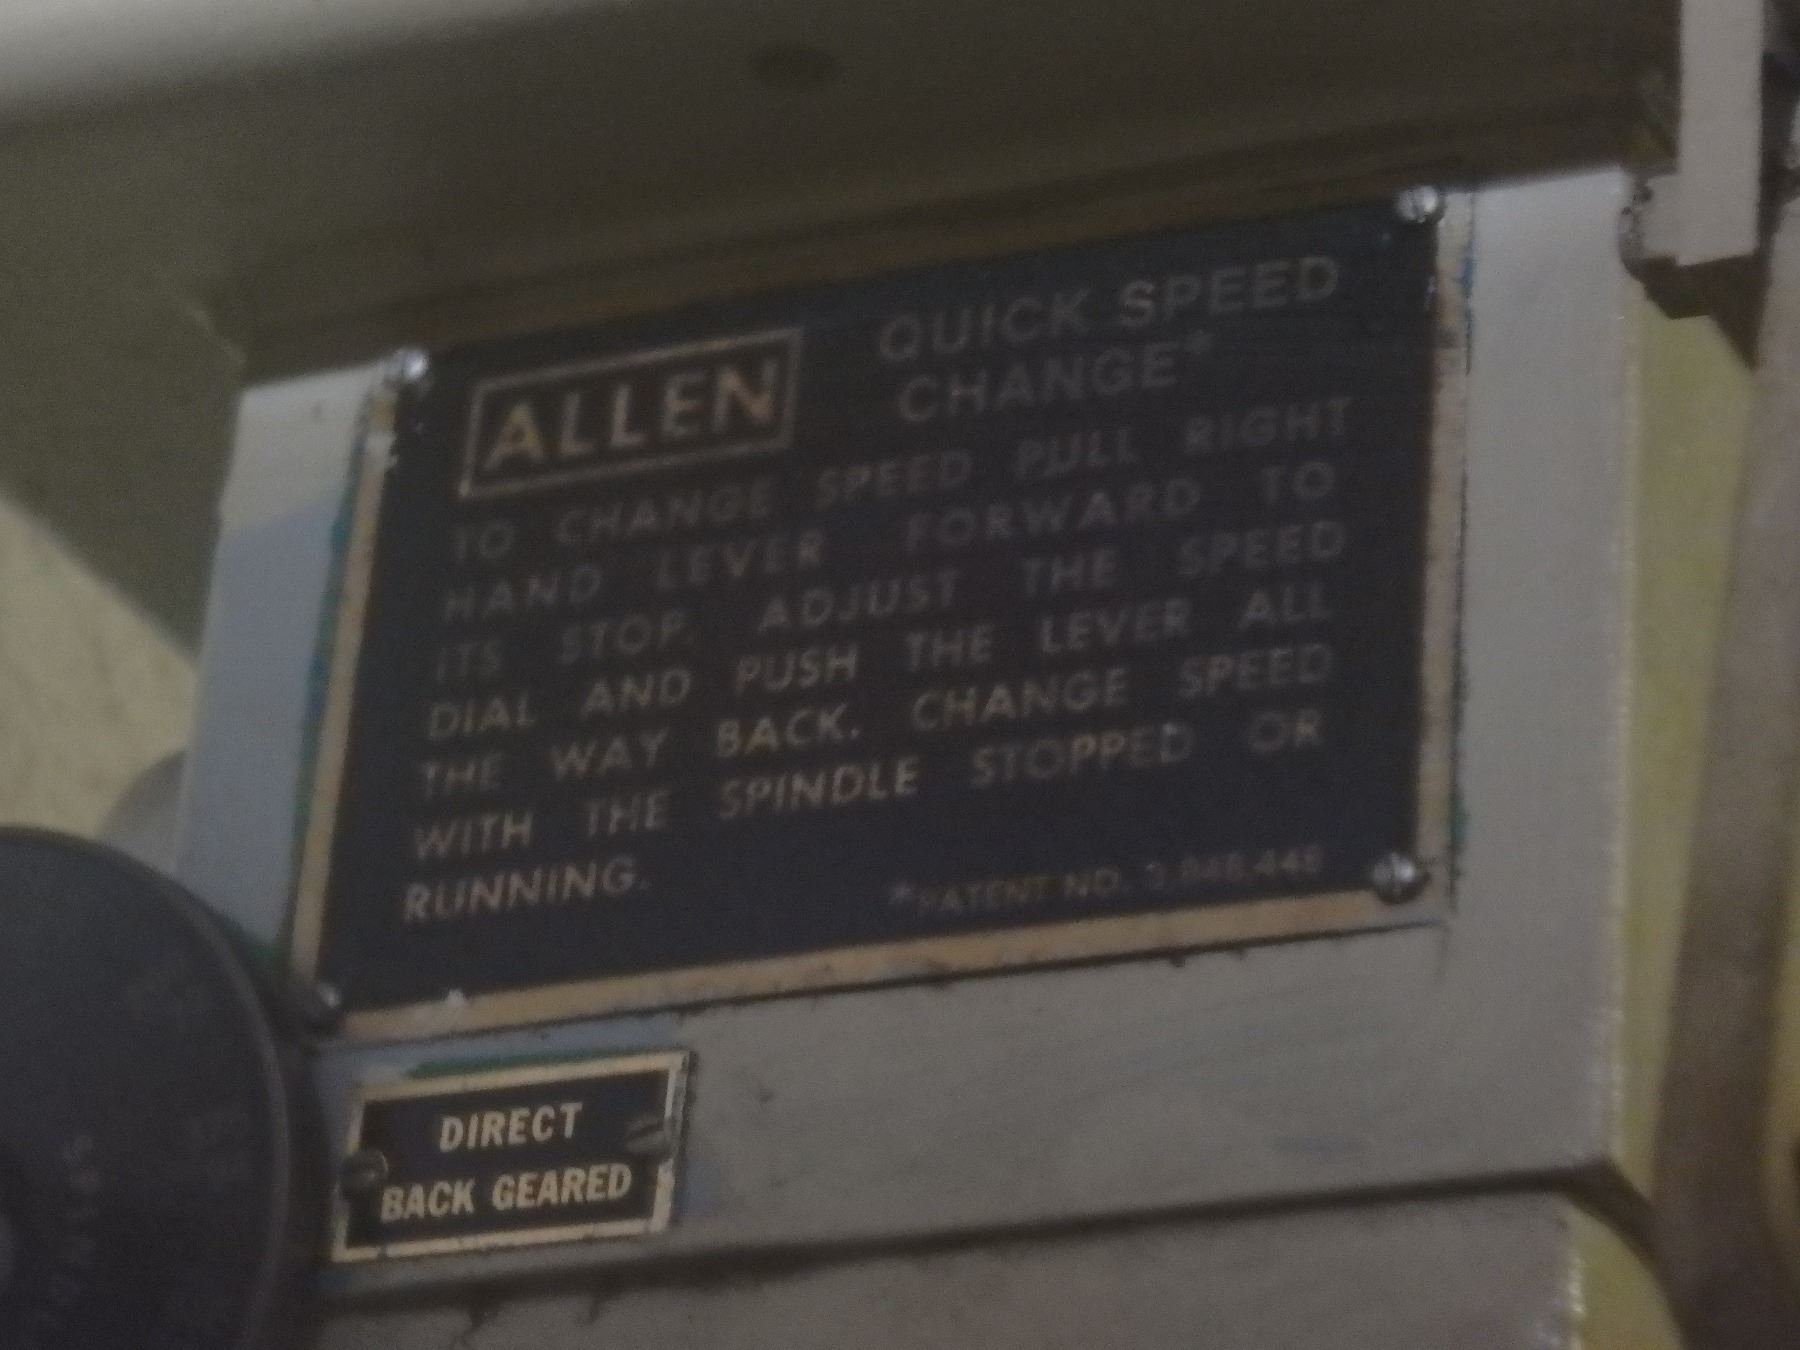 ALLEN
QUICK SPEED
CHANGE*
TO CHANGE SPEED PULL RIGHT
HAND LEVER FORWARD TO
ITS STOP. ADJUST THE SPEED
DIAL AND PUSH THE LEVER ALL
THE WAY BACK. CHANGE SPEED
WITH THE SPINDLE STOPPED OR
RUNNING.
*PATENT NO.
DIRECT
BACK GEARED